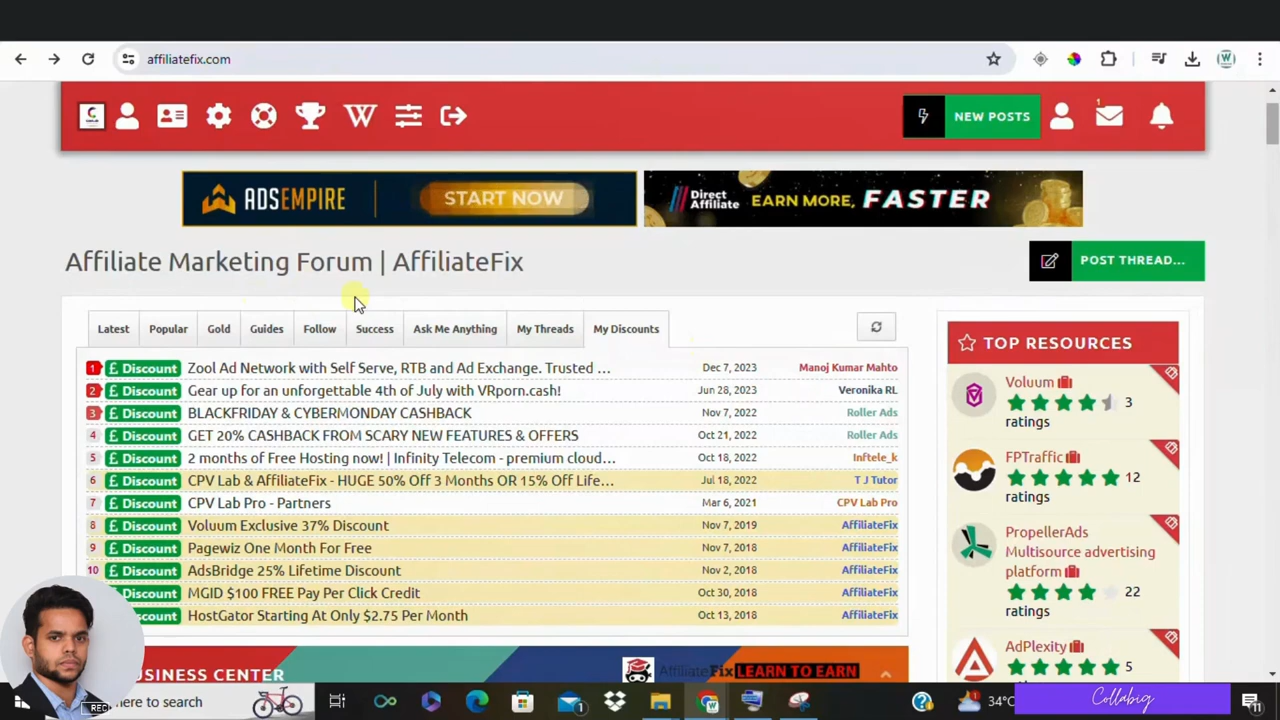 affiliatefix.com
NEW POSTS
1
ADSEMPIRE START NOW
Direct Affiliate EARN MORE, FASTER
Affiliate Marketing Forum | AffiliateFix
POST THREAD...
Latest Popular Gold Guides Follow Success Ask Me Anything My Threads My Discounts
1 £ Discount Zool Ad Network with Self Serve, RTB and Ad Exchange. Trusted ... Dec 7, 2023 Manoj Kumar Mahto
2 £ Discount Gear up for an unforgettable 4th of July with VRporn.cash! Jun 28, 2023 Veronika RL
3 £ Discount BLACKFRIDAY & CYBERMONDAY CASHBACK Nov 7, 2022 Roller Ads
4 £ Discount GET 20% CASHBACK FROM SCARY NEW FEATURES & OFFERS Oct 21, 2022 Roller Ads
5 £ Discount 2 months of Free Hosting now! | Infinity Telecom - premium cloud... Oct 18, 2022 Inftele_k
6 £ Discount CPV Lab & AffiliateFix - HUGE 50% Off 3 Months OR 15% Off Life... Jul 18, 2022 T J Tutor
7 £ Discount CPV Lab Pro - Partners Mar 6, 2021 CPV Lab Pro
8 £ Discount Voluum Exclusive 37% Discount Nov 7, 2019 AffiliateFix
9 £ Discount Pagewiz One Month For Free Nov 7, 2018 AffiliateFix
10 £ Discount AdsBridge 25% Lifetime Discount Nov 2, 2018 AffiliateFix
Discount MGID $100 FREE Pay Per Click Credit Oct 30, 2018 AffiliateFix
Discount HostGator Starting At Only $2.75 Per Month Oct 13, 2018 AffiliateFix
TOP RESOURCES
Voluum
3
ratings
FPTraffic
12
ratings
PropellerAds
Multisource advertising
platform
22
ratings
AdPlexity
5
USINESS CENTER
AffiliateFix LEARN TO EARN
REC
here to search
1
34°C
Collabig
11